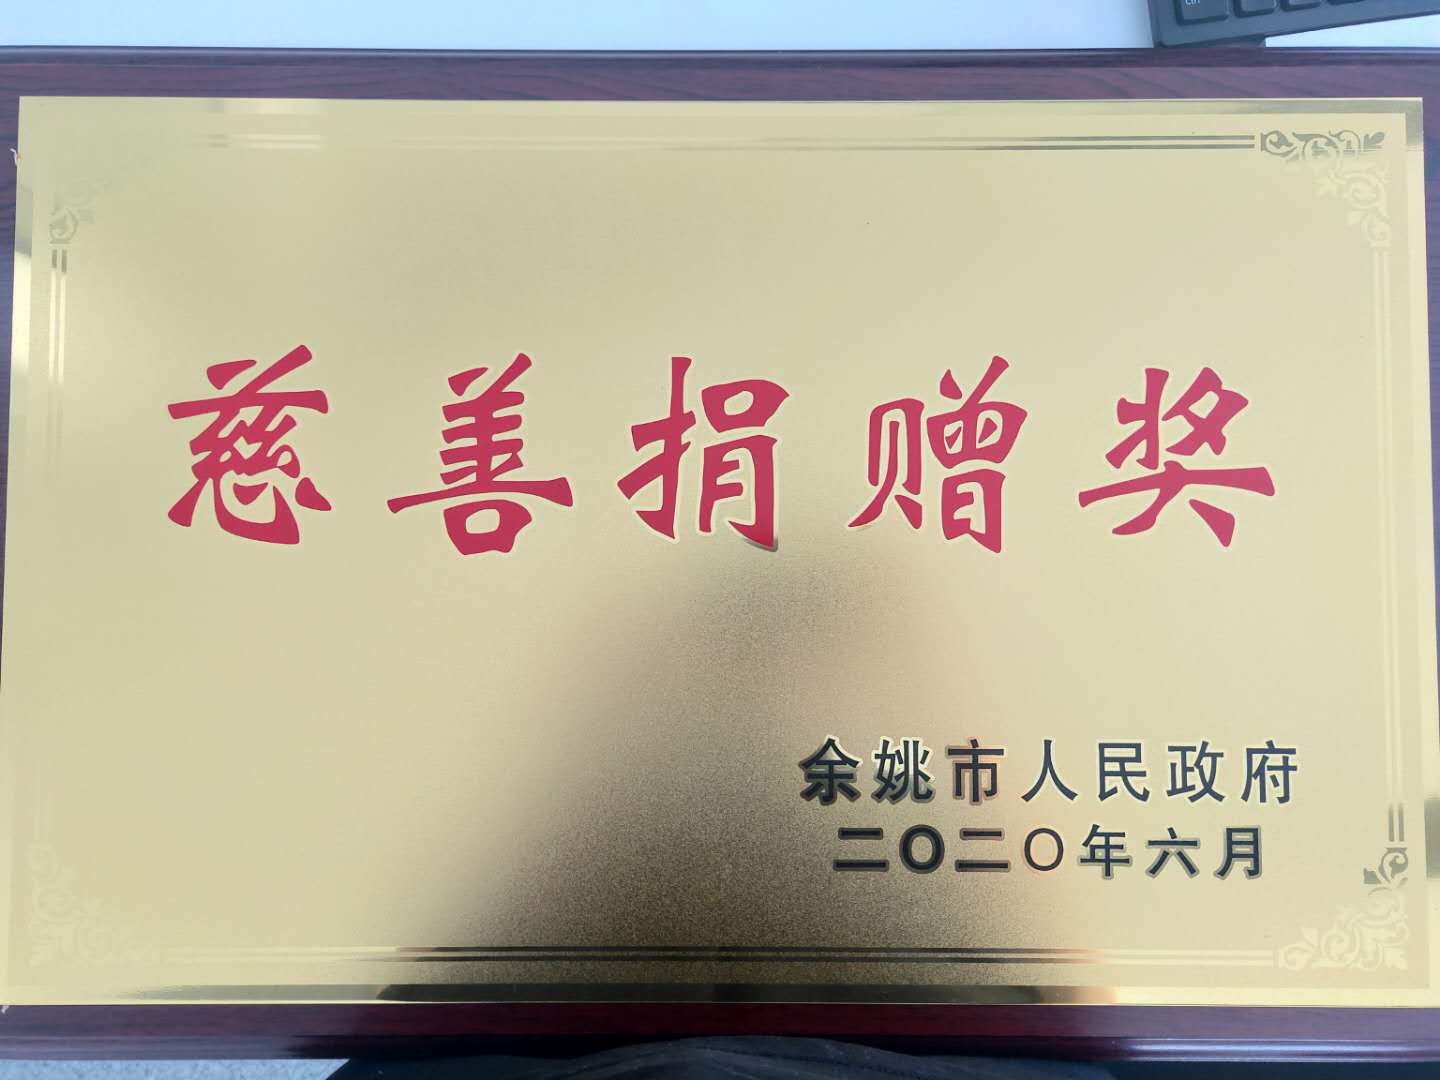 慈善捐赠奖
余姚市人民政府
二〇二〇年六月